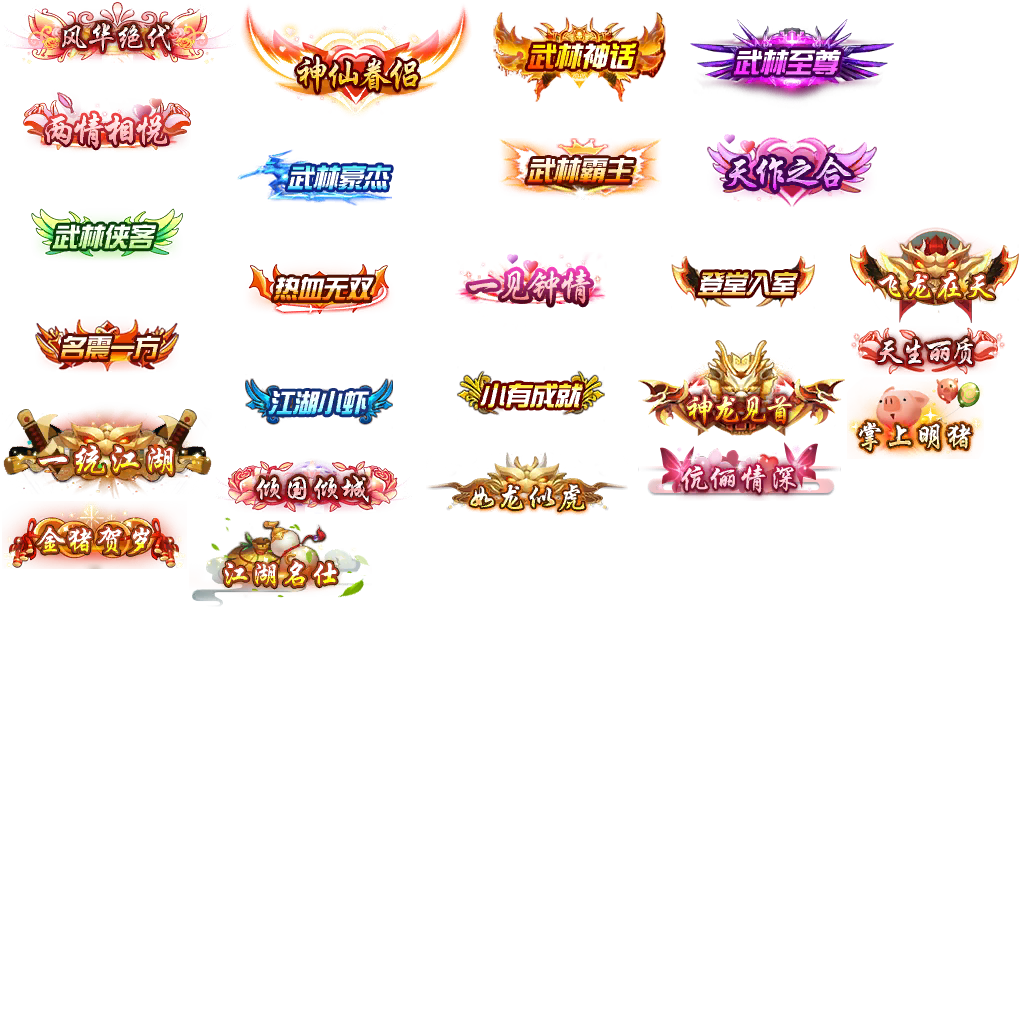 风华绝代
神仙眷侣
武林神话
武林至尊
两情相悦
武林豪杰
武林霸主
天作之合
武林侠客
热血无双
一见钟情
登堂入室
飞龙在天
名震一方
江湖小虾
小有成就
神龙见首
天生丽质
一统江湖
倾国倾城
如龙似虎
伉俪情深
掌上明猪
金猪贺岁
江湖名仕